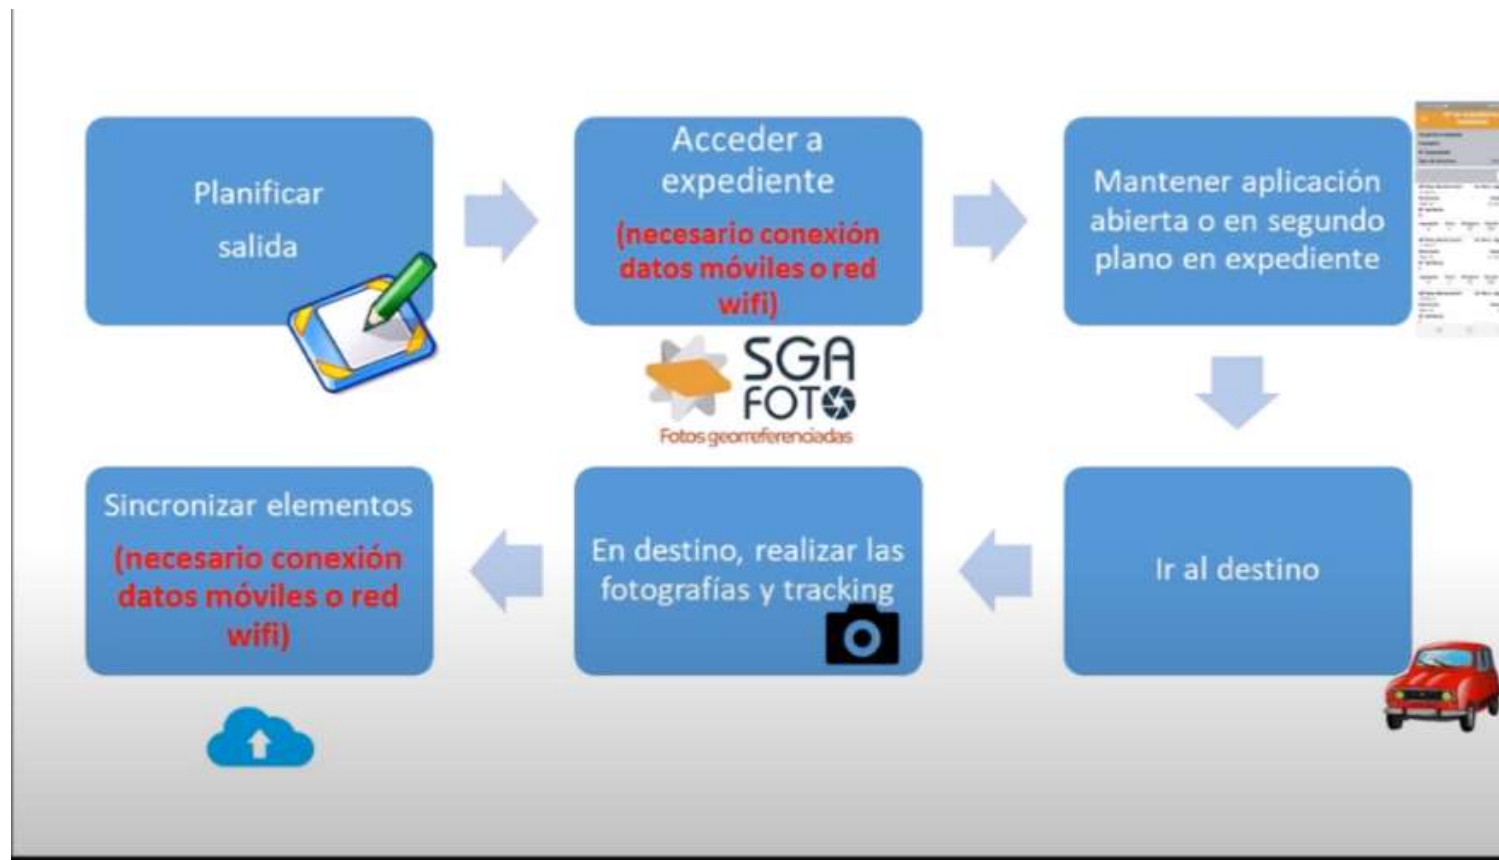 Planificar
salida
Acceder a
expediente
(necesario conexión
datos móviles o red
wifi)
SGA
FOTO
Fotos georreferenciadas
Mantener aplicación
abierta o en segundo
plano en expediente
Ir al destino
En destino, realizar las
fotografías y tracking
Sincronizar elementos
(necesario conexión
datos móviles o red
wifi)